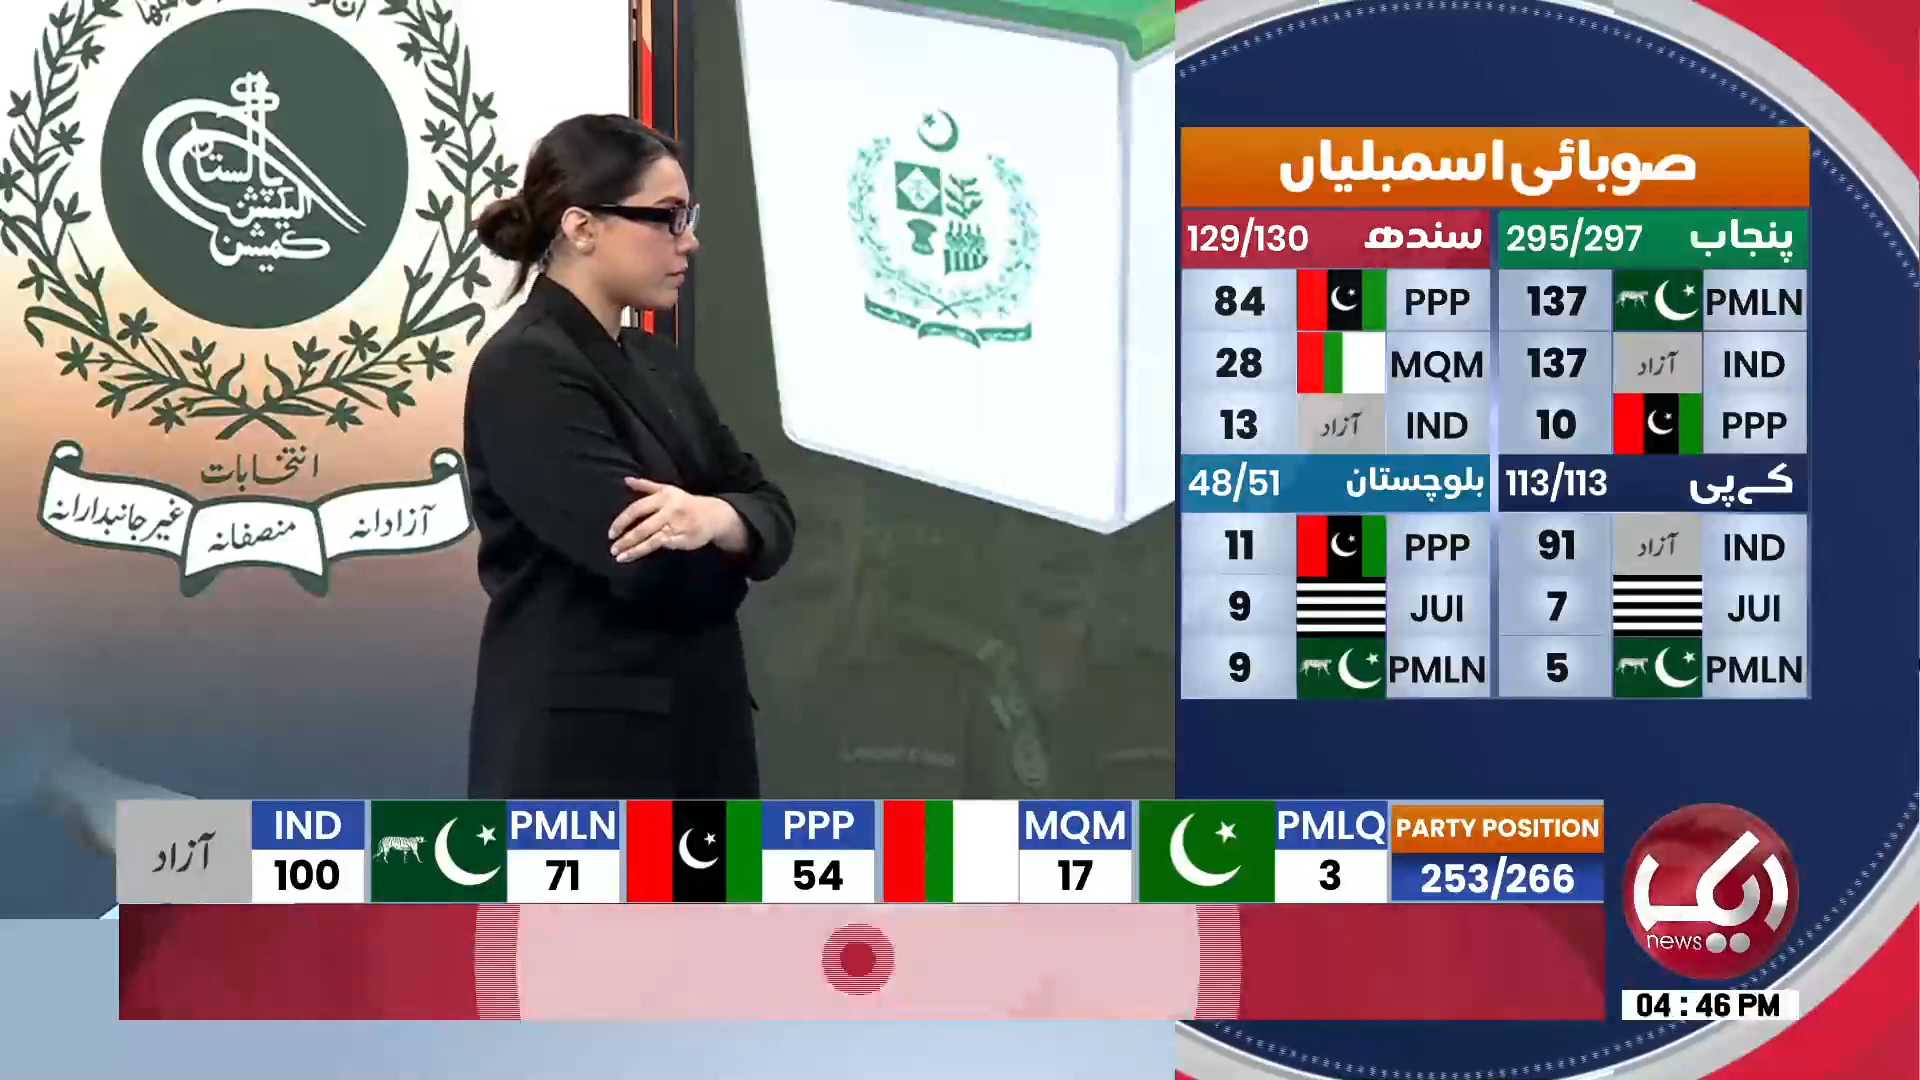 پاکستان
الیکشن
کمیشن
انتخابات
آزادانہ منصفانہ غیر جانبدارانہ
صوبائی اسمبلیاں
پنجاب 295/297
137 PMLN
137 آزاد IND
10 PPP
سندھ 129/130
84 PPP
28 MQM
13 آزاد IND
کے پی 113/113
91 آزاد IND
7 JUI
5 PMLN
بلوچستان 48/51
11 PPP
9 JUI
9 PMLN
آزاد IND 100
PMLN 71
PPP 54
MQM 17
PMLQ 3
PARTY POSITION
253/266
ایک
news
04 : 46 PM